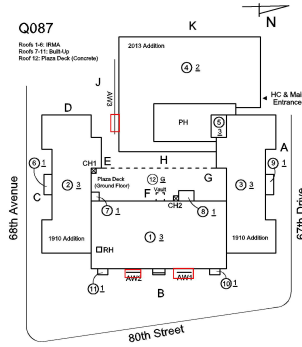 Q087
Roofs 1-6: IRMA
Roofs 7-11: Built-Up
Roof 12: Plaza Deck (Concrete)
N
K
2013 Addition
4 2
J
AW3
HC & Main
Entrance
PH
5
3
D
A
E
H
CH1
G
6 1
9 1
12 G
Plaza Deck
(Ground Floor)
Vault
F
CH2
C
2 3
3 3
7 1
8 1
68th Avenue
67th Drive
1910 Addition
1910 Addition
1 3
RH
AW2
AW1
11 1
10 1
B
80th Street